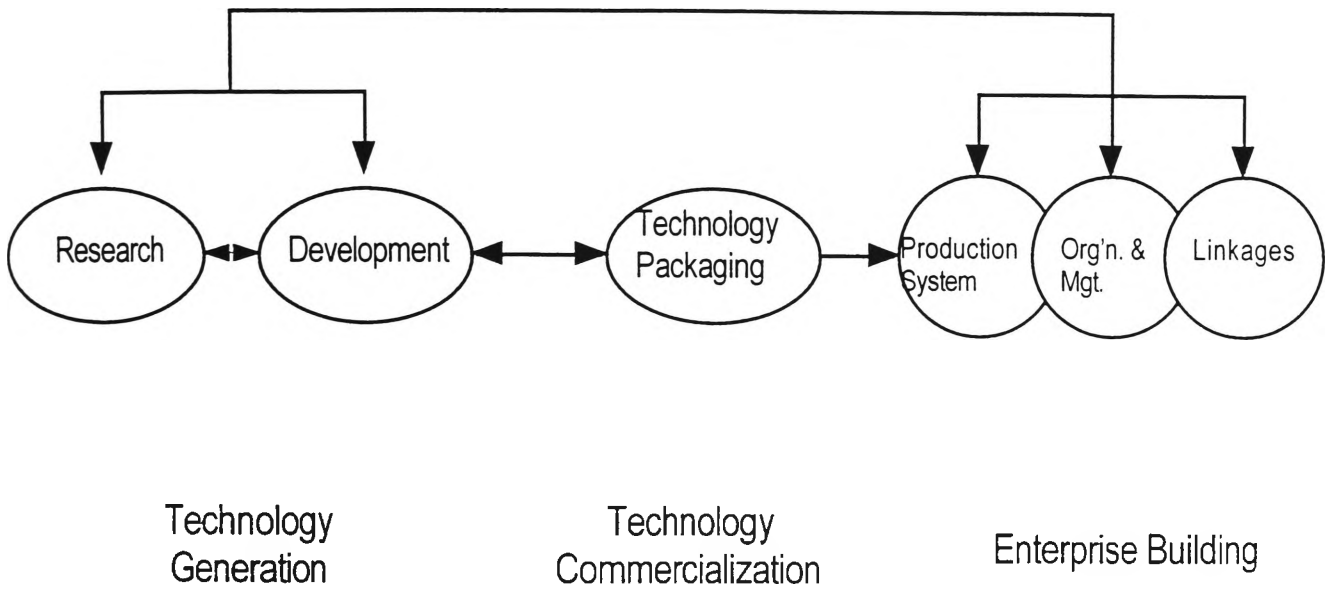 Research
Development
Technology
Packaging
Production
System
Org'n. &
Mgt.
Linkages
Technology
Generation
Technology
Commercialization
Enterprise Building